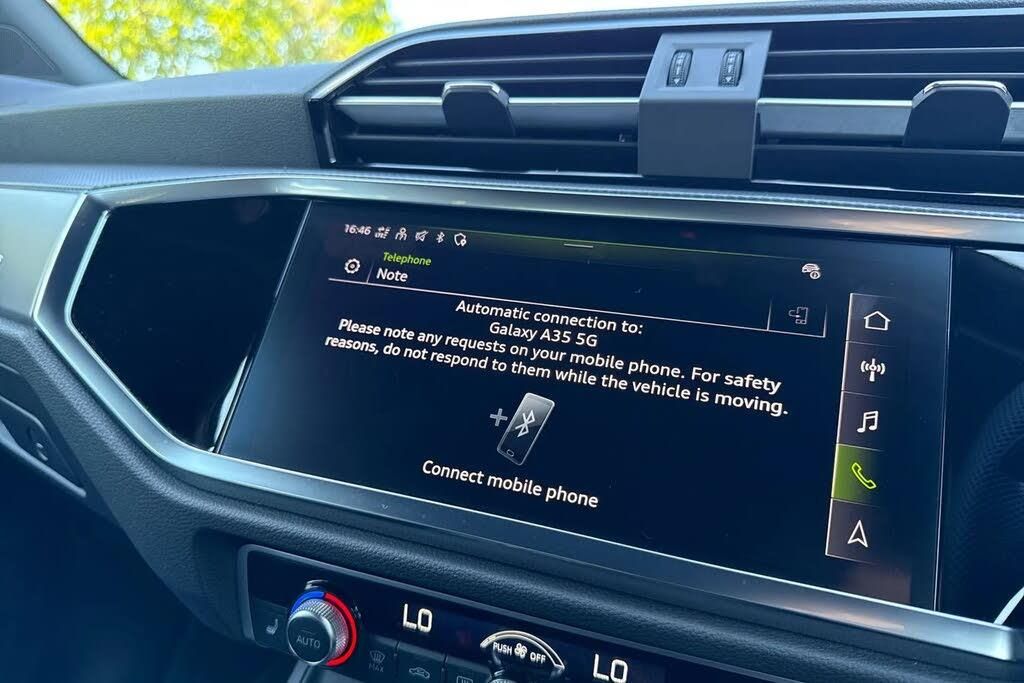 16:46
Telephone
Note
Automatic connection to:
Galaxy A35 5G
Please note any requests on your mobile phone. For safety
reasons, do not respond to them while the vehicle is moving.
Connect mobile phone
AUTO
LO
MAX
PUSH OFF
LO